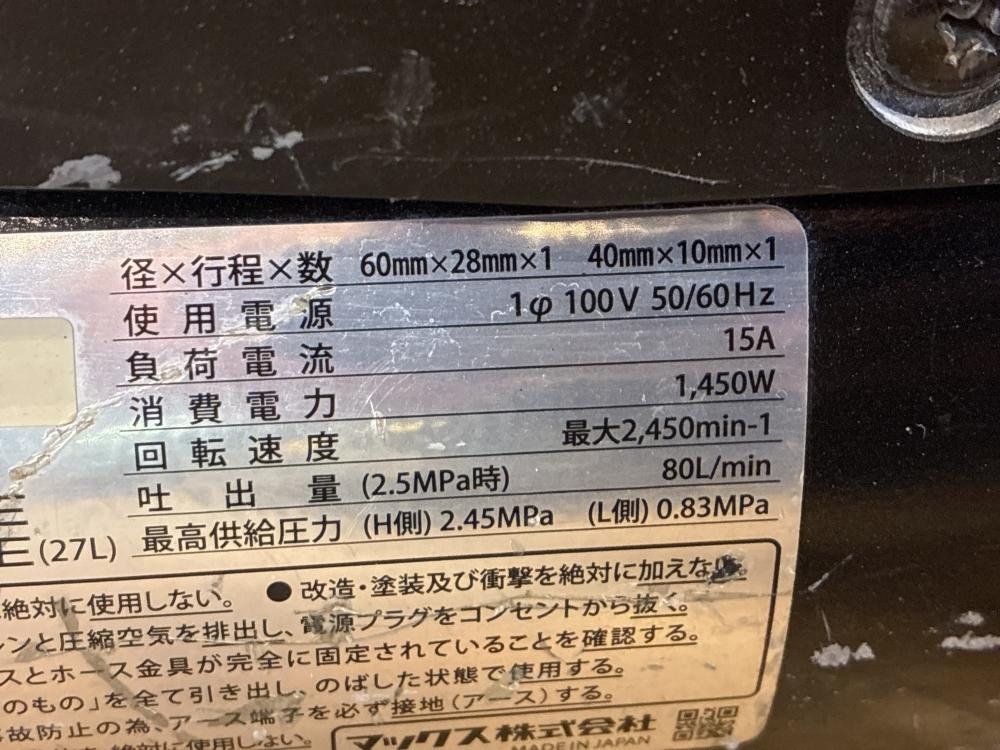 径×行程×数 60mm×28mm×1 40mm×10mm×1
使用電源 1φ 100V 50/60Hz
負荷電流 15A
消費電力 1,450W
回転速度 最大2,450min-1
吐出量 (2.5MPa時) 80L/min
最高供給圧力 (H側) 2.45MPa (L側) 0.83MPa
E(27L)
絶対に使用しない。 ●改造・塗装及び衝撃を絶対に加えな
ンと圧縮空気を排出し、電源プラグをコンセントから抜く。
スとホース金具が完全に固定されていることを確認する。
のもの」を全て引き出し、のばした状態で使用する。
故防止の為、アース端子を必ず接地(アース)する。
絶対に使用しない。
マックス株式会社
MADE IN JAPAN